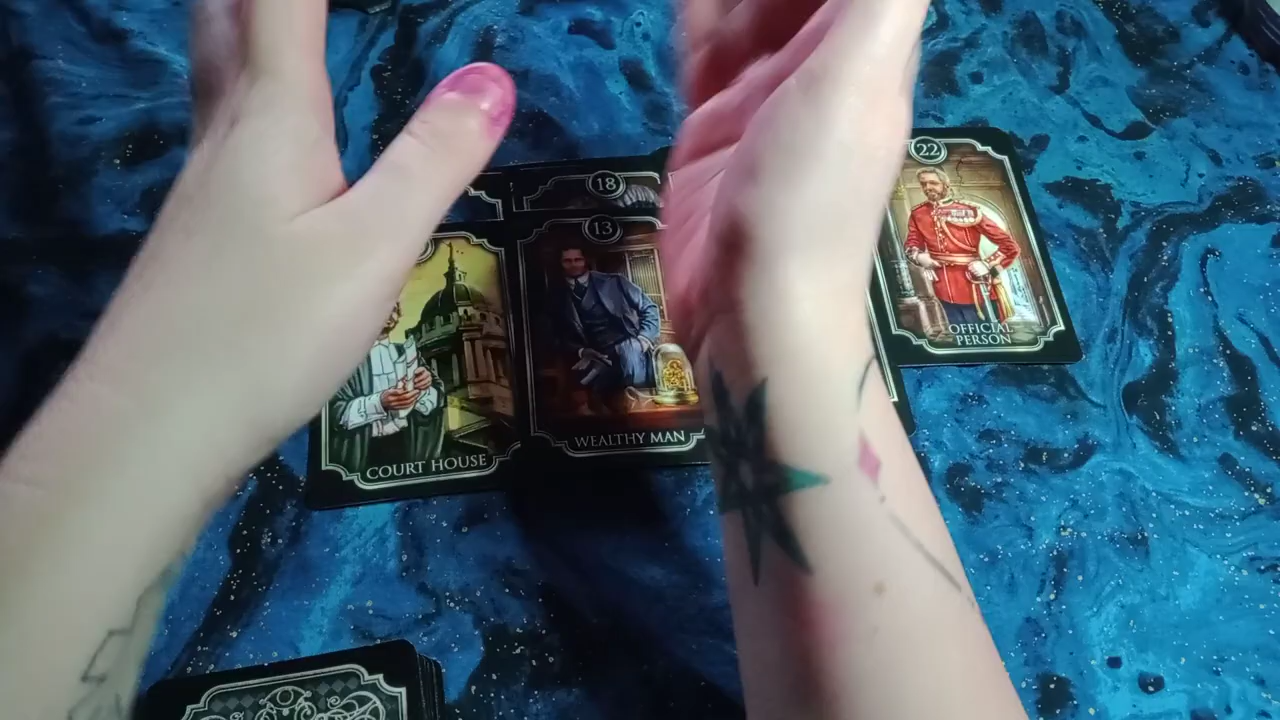 18
22
13
OFFICIAL
PERSON
WEALTHY MAN
COURT HOUSE